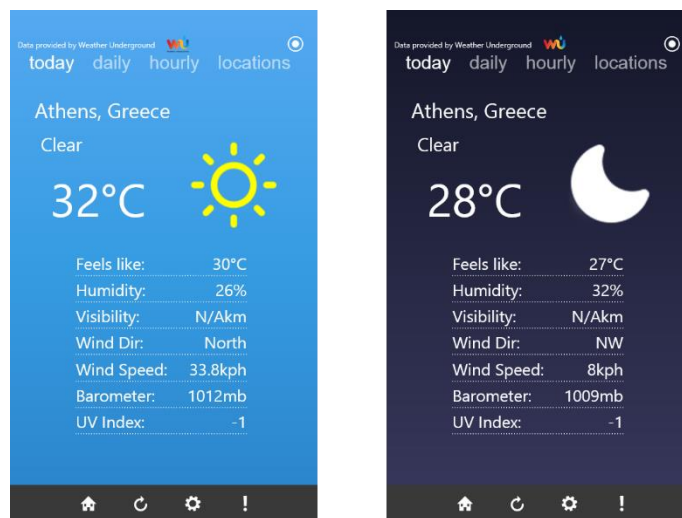 Data provided by Weather Underground wu
today daily hourly locations
Athens, Greece
Clear
32°C
Feels like: 30°C
Humidity: 26%
Visibility: N/Akm
Wind Dir: North
Wind Speed: 33.8kph
Barometer: 1012mb
UV Index: -1
!
Data provided by Weather Underground wu
today daily hourly locations
Athens, Greece
Clear
28°C
Feels like: 27°C
Humidity: 32%
Visibility: N/Akm
Wind Dir: NW
Wind Speed: 8kph
Barometer: 1009mb
UV Index: -1
!